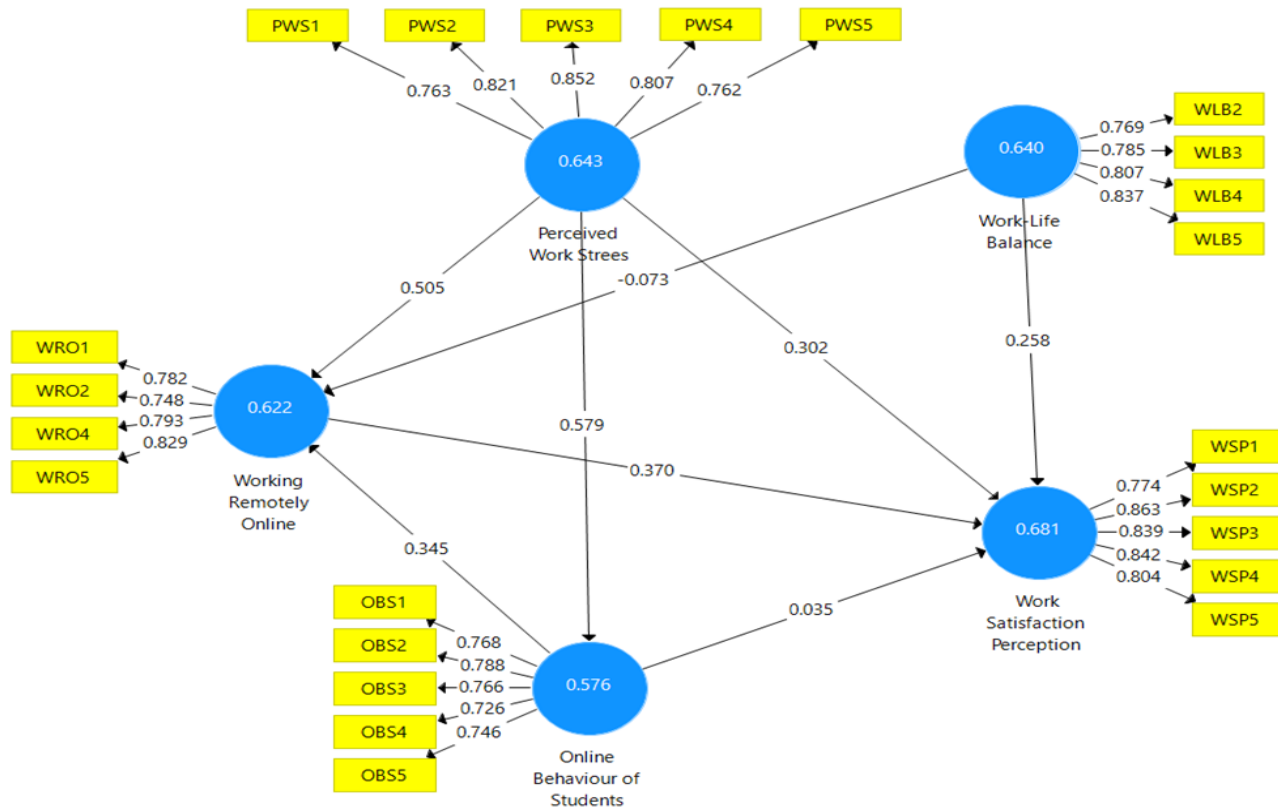 PWS1
PWS2
PWS3
PWS4
PWS5
0.763
0.821
0.852
0.807
0.762
0.643
Perceived
Work Strees
0.640
Work-Life
Balance
0.769
0.785
0.807
0.837
WLB2
WLB3
WLB4
WLB5
0.505
-0.073
0.302
0.258
0.579
WRO1
WRO2
WRO4
WRO5
0.782
0.748
0.793
0.829
0.622
Working
Remotely
Online
0.370
0.345
0.035
0.681
Work
Satisfaction
Perception
0.774
0.863
0.839
0.842
0.804
WSP1
WSP2
WSP3
WSP4
WSP5
OBS1
OBS2
OBS3
OBS4
OBS5
0.768
0.788
0.766
0.726
0.746
0.576
Online
Behaviour of
Students